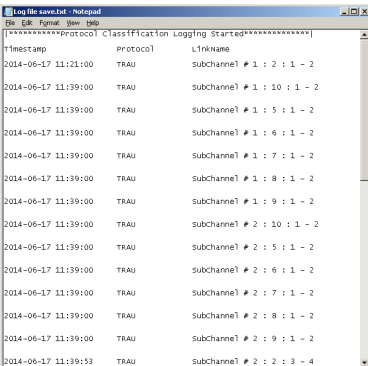 Log file save.txt - Notepad
File Edit Format View Help
|***********Protocol Classification Logging Started**************|
Timestamp Protocol LinkName
2014-06-17 11:21:00 TRAU SubChannel # 1 : 2 : 1 - 2
2014-06-17 11:39:00 TRAU SubChannel # 1 : 10 : 1 - 2
2014-06-17 11:39:00 TRAU SubChannel # 1 : 5 : 1 - 2
2014-06-17 11:39:00 TRAU SubChannel # 1 : 6 : 1 - 2
2014-06-17 11:39:00 TRAU SubChannel # 1 : 7 : 1 - 2
2014-06-17 11:39:00 TRAU SubChannel # 1 : 8 : 1 - 2
2014-06-17 11:39:00 TRAU SubChannel # 1 : 9 : 1 - 2
2014-06-17 11:39:00 TRAU SubChannel # 2 : 10 : 1 - 2
2014-06-17 11:39:00 TRAU SubChannel # 2 : 5 : 1 - 2
2014-06-17 11:39:00 TRAU SubChannel # 2 : 6 : 1 - 2
2014-06-17 11:39:00 TRAU SubChannel # 2 : 7 : 1 - 2
2014-06-17 11:39:00 TRAU SubChannel # 2 : 8 : 1 - 2
2014-06-17 11:39:00 TRAU SubChannel # 2 : 9 : 1 - 2
2014-06-17 11:39:53 TRAU SubChannel # 2 : 2 : 3 - 4